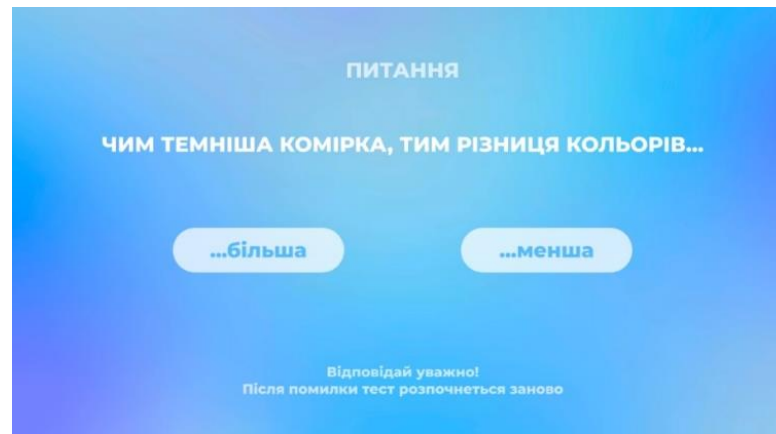 ПИТАННЯ
ЧИМ ТЕМНІША КОМІРКА, ТИМ РІЗНИЦЯ КОЛЬОРІВ...
...більша
...менша
Відповідай уважно!
Після помилки тест розпочнеться заново